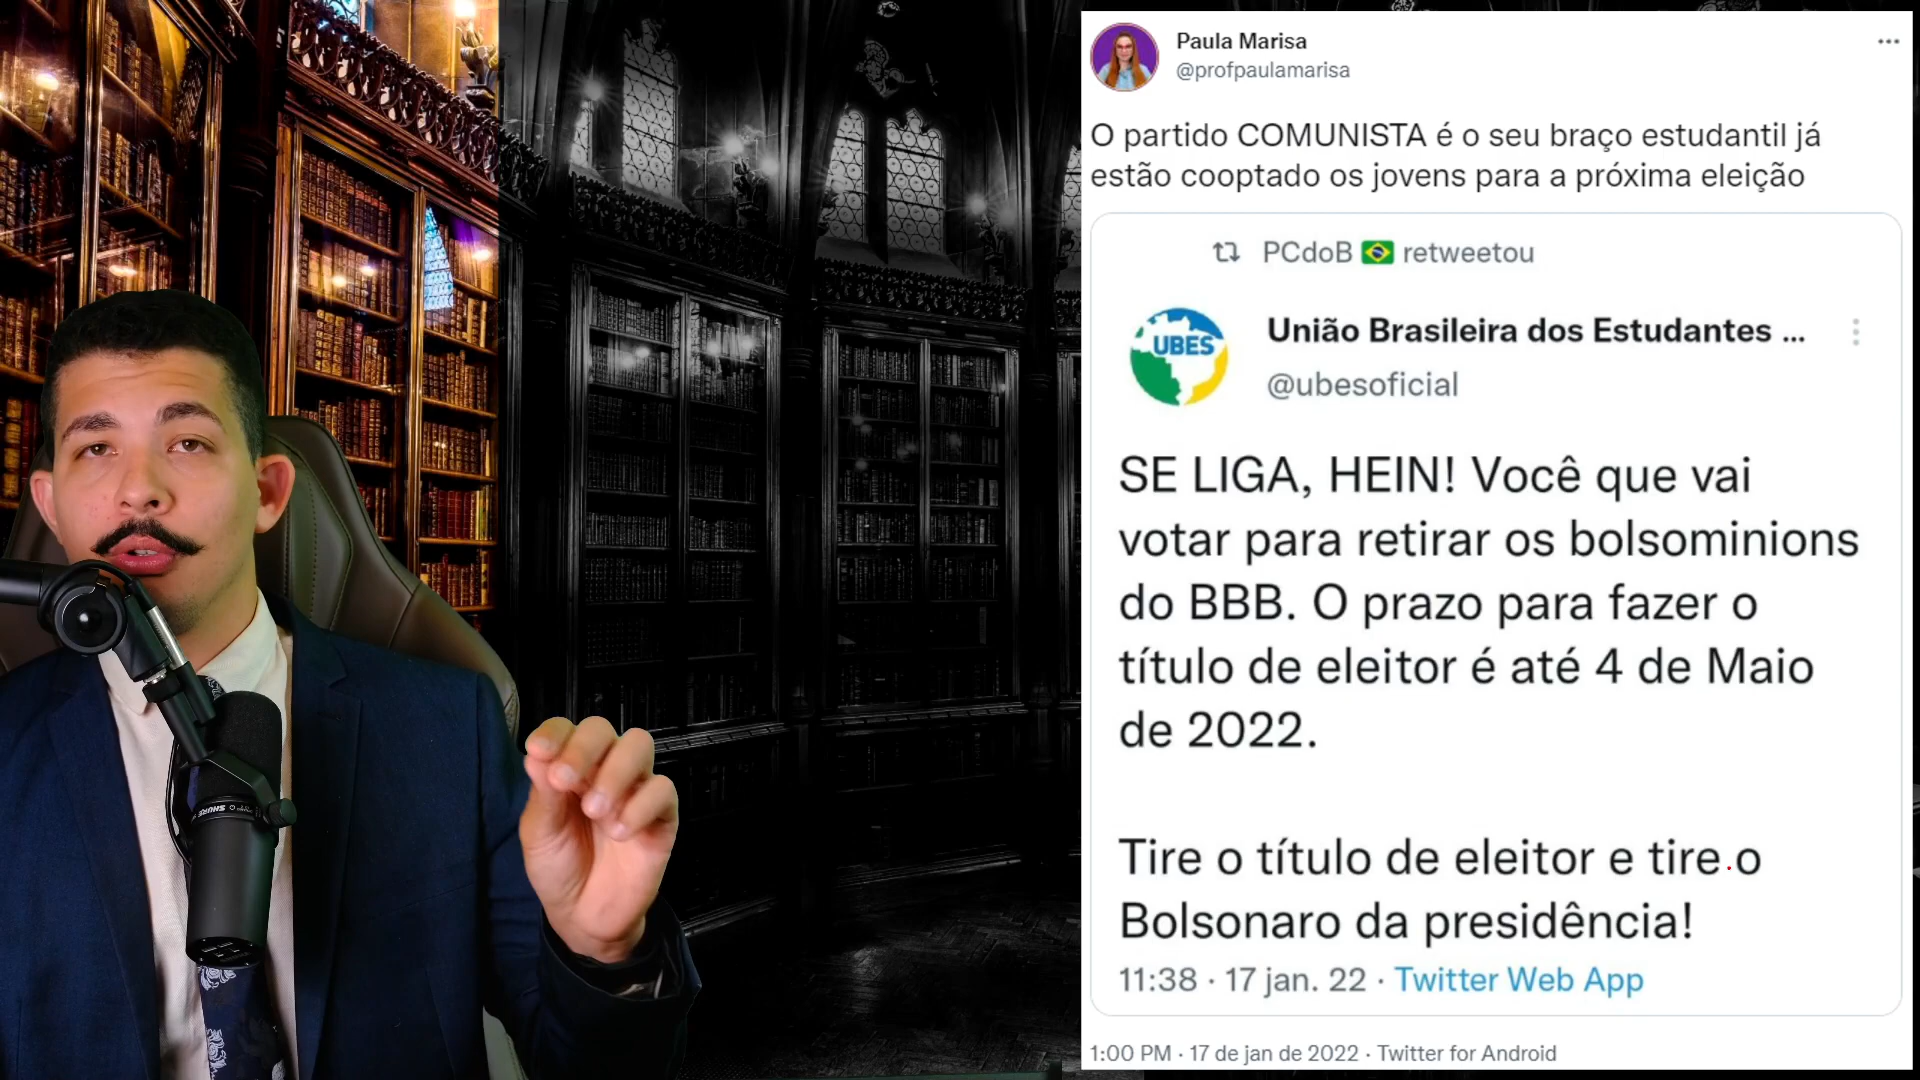 Paula Marisa
@profpaulamarisa
O partido COMUNISTA é o seu braço estudantil já
estão cooptado os jovens para a próxima eleição
PCdoB 🇧🇷 retweetou
UBES
União Brasileira dos Estudantes ...
@ubesoficial
SE LIGA, HEIN! Você que vai
votar para retirar os bolsominions
do BBB. O prazo para fazer o
título de eleitor é até 4 de Maio
de 2022.
Tire o título de eleitor e tire o
Bolsonaro da presidência!
11:38 · 17 jan. 22 · Twitter Web App
1:00 PM · 17 de jan de 2022 · Twitter for Android
SHURE